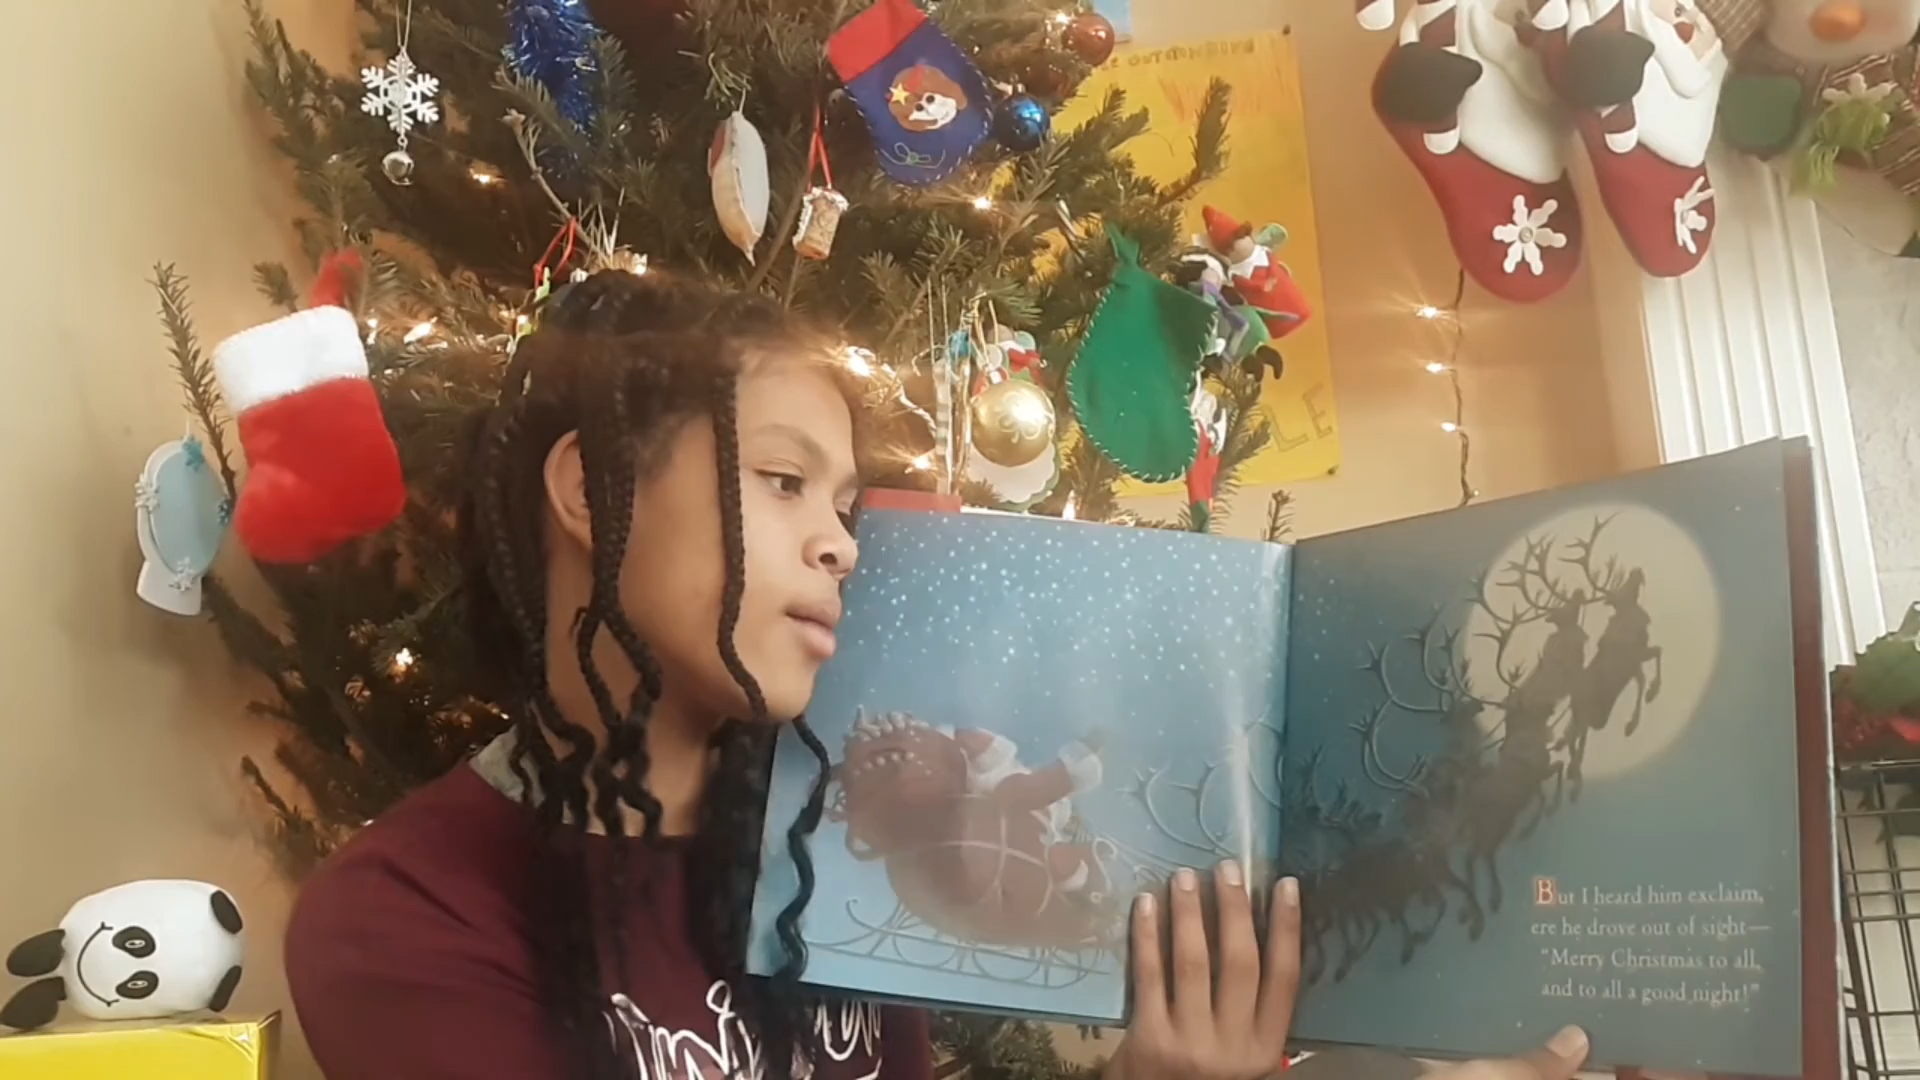 But I heard him exclaim,
ere he drove out of sight—
"Merry Christmas to all,
and to all a good night!"